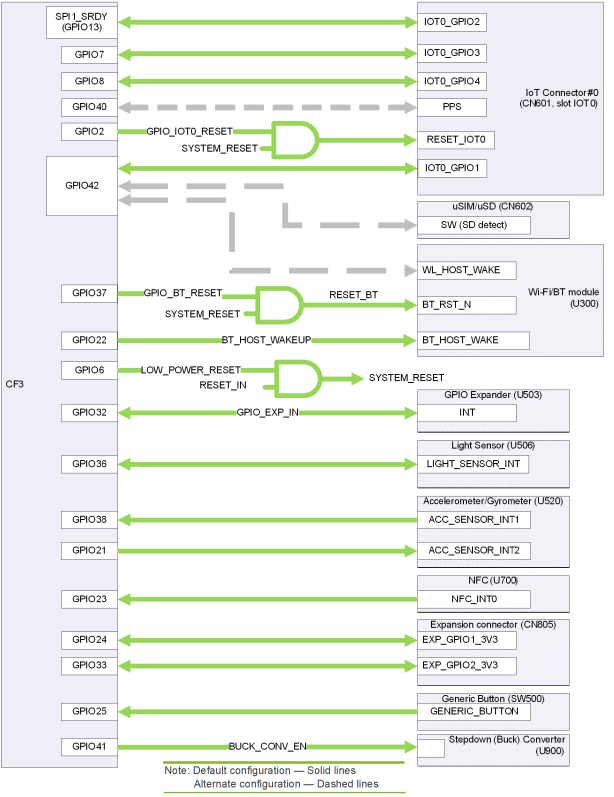 SPI1_SRDY
(GPIO13)
IOT0_GPIO2
GPIO7
IOT0_GPIO3
GPIO8
IOT0_GPIO4
IoT Connector#0
(CN601, slot IOT0)
GPIO40
PPS
GPIO2
GPIO_IOT0_RESET
SYSTEM_RESET
RESET_IOT0
IOT0_GPIO1
GPIO42
uSIM/uSD (CN602)
SW (SD detect)
WL_HOST_WAKE
Wi-Fi/BT module
(U300)
GPIO37
GPIO_BT_RESET
RESET_BT
SYSTEM_RESET
BT_RST_N
GPIO22
BT_HOST_WAKEUP
BT_HOST_WAKE
GPIO6
LOW_POWER_RESET
RESET_IN
SYSTEM_RESET
CF3
GPIO Expander (U503)
GPIO32
GPIO_EXP_IN
INT
Light Sensor (U506)
GPIO36
LIGHT_SENSOR_INT
Accelerometer/Gyrometer (U520)
GPIO38
ACC_SENSOR_INT1
GPIO21
ACC_SENSOR_INT2
NFC (U700)
GPIO23
NFC_INT0
Expansion connector (CN805)
GPIO24
EXP_GPIO1_3V3
GPIO33
EXP_GPIO2_3V3
Generic Button (SW500)
GPIO25
GENERIC_BUTTON
Stepdown (Buck) Converter
(U900)
GPIO41
BUCK_CONV_EN
Note: Default configuration — Solid lines
Alternate configuration — Dashed lines